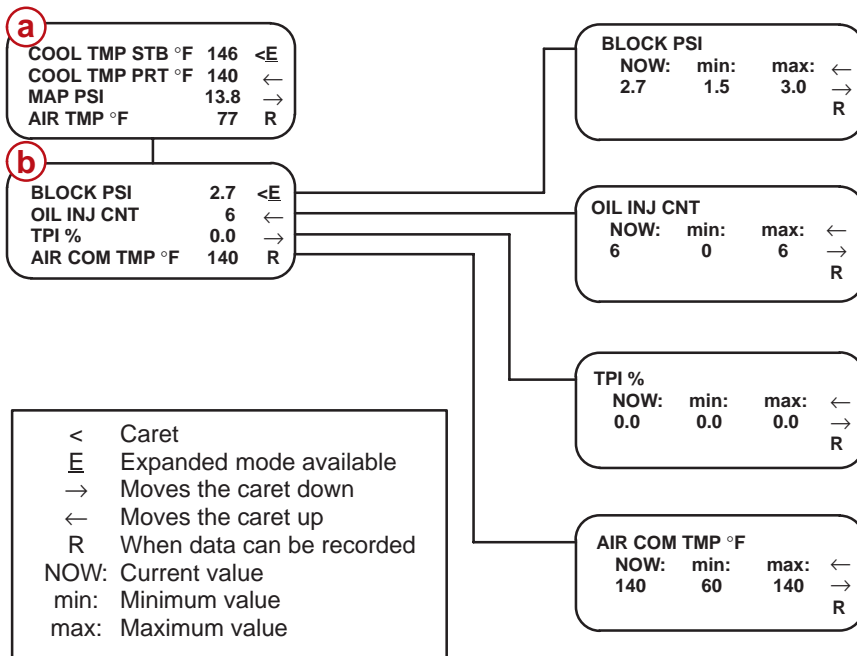 a
COOL TMP STB °F 146 <E
COOL TMP PRT °F 140 ←
MAP PSI 13.8 →
AIR TMP °F 77 R
b
BLOCK PSI 2.7 <E
OIL INJ CNT 6 ←
TPI % 0.0 →
AIR COM TMP °F 140 R
BLOCK PSI
NOW: min: max: ←
2.7 1.5 3.0 →
R
OIL INJ CNT
NOW: min: max: ←
6 0 6 →
R
TPI %
NOW: min: max: ←
0.0 0.0 0.0 →
R
AIR COM TMP °F
NOW: min: max: ←
140 60 140 →
R
< Caret
E Expanded mode available
→ Moves the caret down
← Moves the caret up
R When data can be recorded
NOW: Current value
min: Minimum value
max: Maximum value